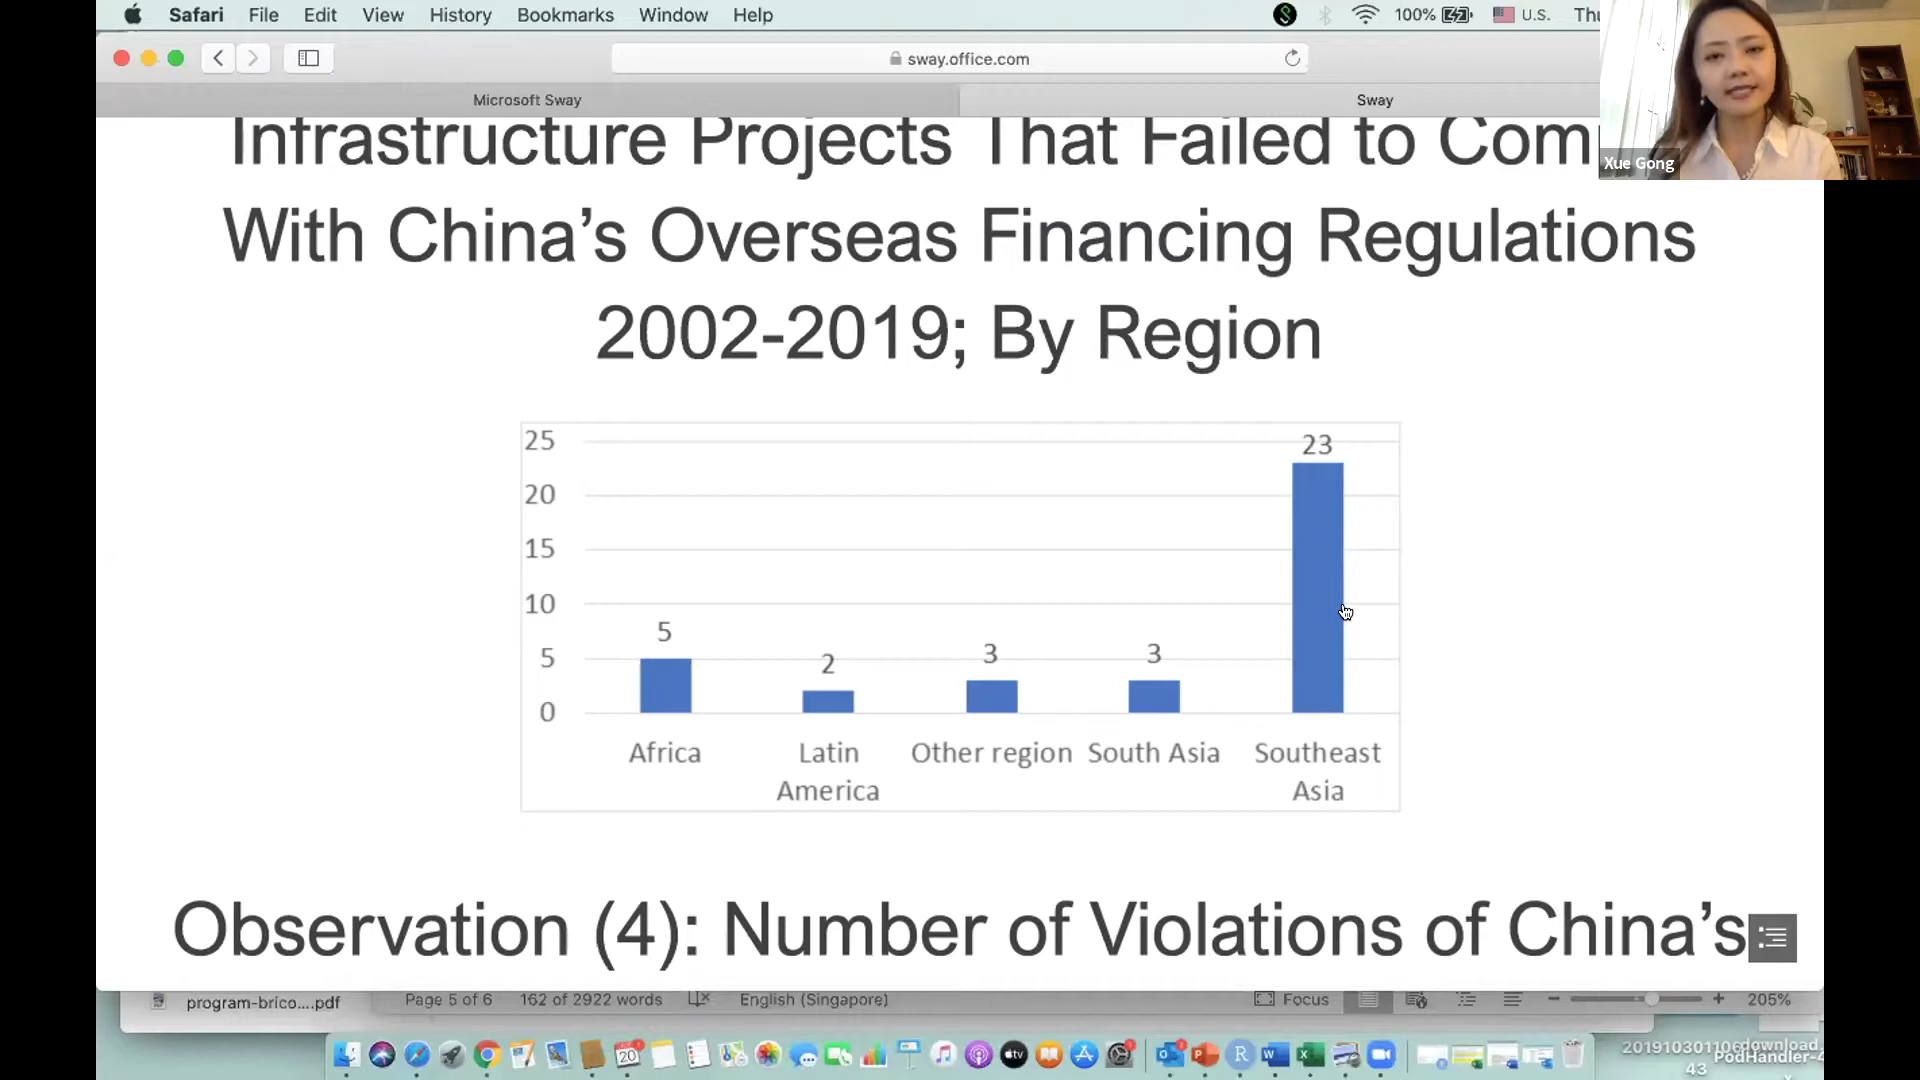 Safari File Edit View History Bookmarks Window Help 100% U.S.
sway.office.com
Microsoft Sway Sway
Infrastructure Projects That Failed to
With China’s Overseas Financing Regulations
2002-2019; By Region
Xue Gong
25
20
15
10
5
0
5
2
3
3
23
Africa
Latin America
Other region
South Asia
Southeast Asia
Observation (4): Number of Violations of China’s
program-brico....pdf Page 5 of 6 162 of 2922 words English (Singapore) Focus 205%
20
tv